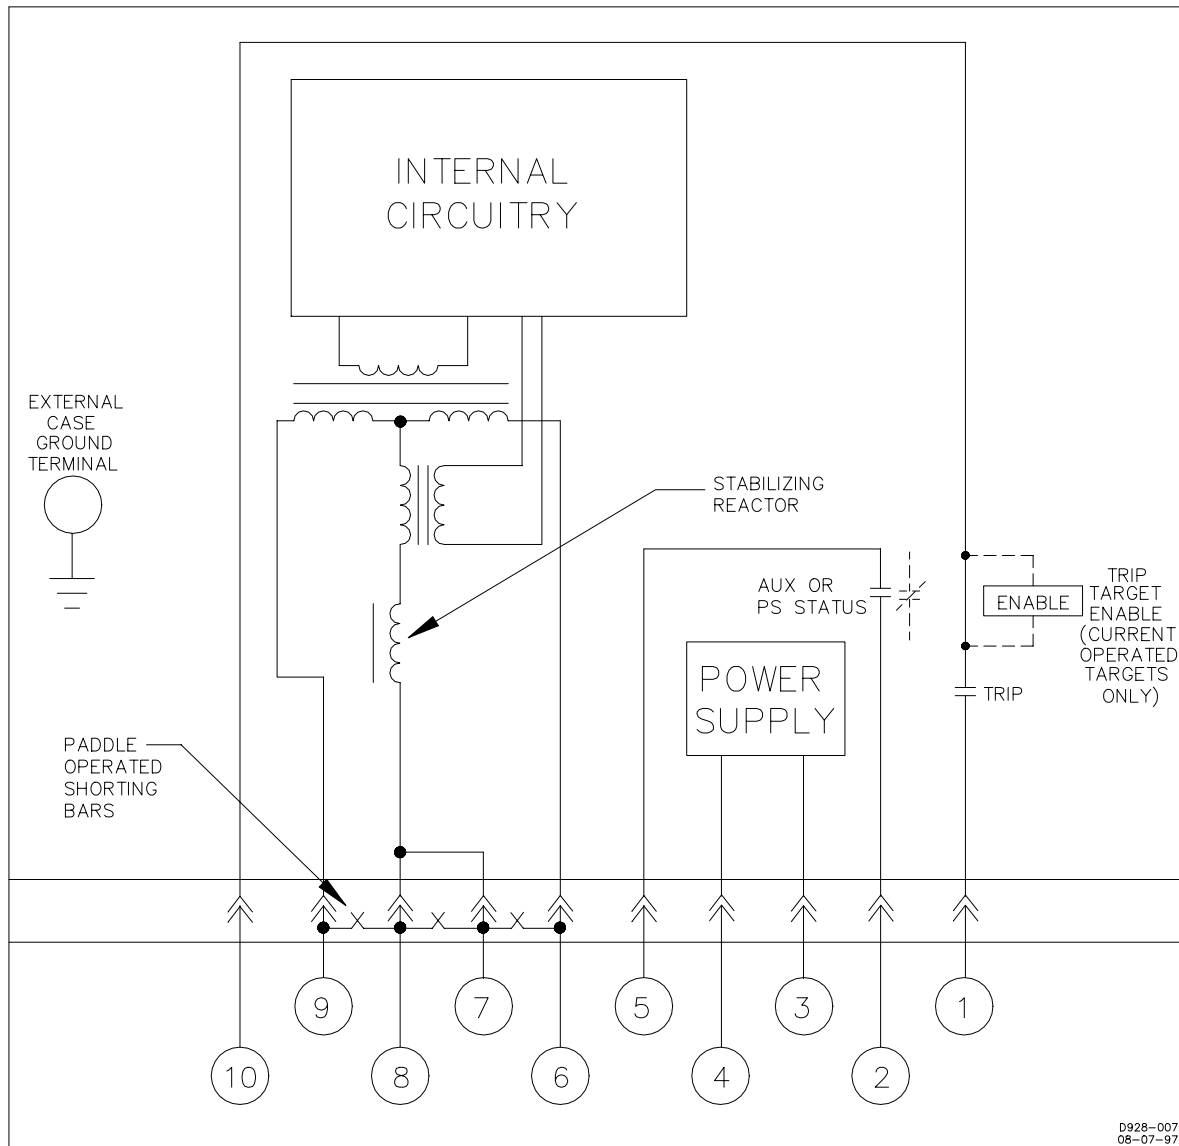 INTERNAL
CIRCUITRY
EXTERNAL
CASE
GROUND
TERMINAL
STABILIZING
REACTOR
AUX OR
PS STATUS
ENABLE
TRIP
TARGET
ENABLE
(CURRENT
OPERATED
TARGETS
ONLY)
POWER
SUPPLY
TRIP
PADDLE
OPERATED
SHORTING
BARS
9
7
5
3
1
10
8
6
4
2
D928-007
08-07-97